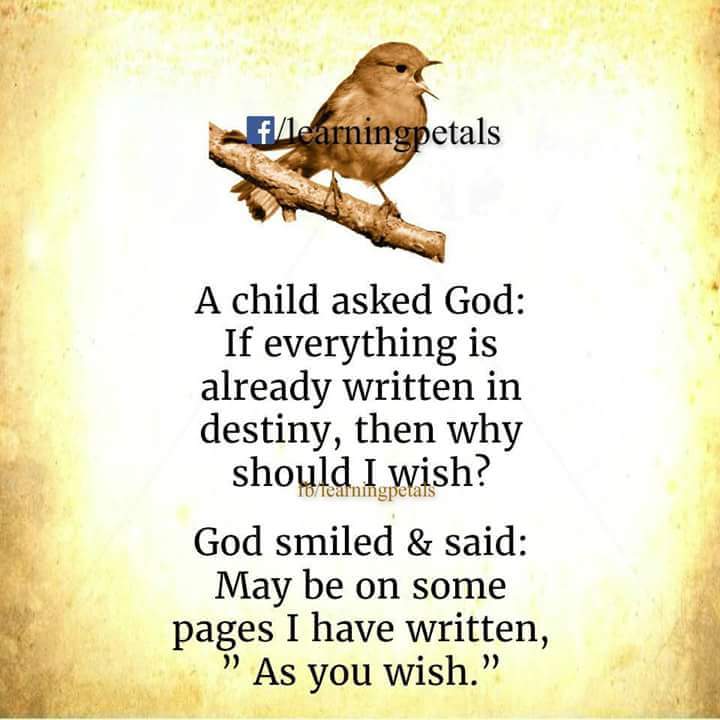 f/learningpetals
A child asked God:
If everything is
already written in
destiny, then why
should I wish?
fb/learningpetals
God smiled & said:
May be on some
pages I have written,
” As you wish.”